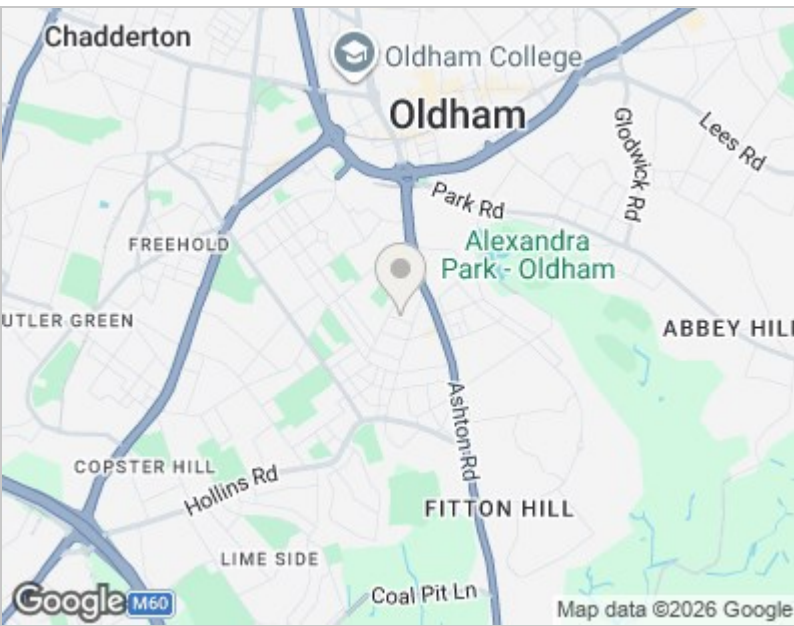 Chadderton
Oldham College
Oldham
Lees Rd
Glodwick Rd
Park Rd
FREEHOLD
Alexandra
Park - Oldham
UTLER GREEN
ABBEY HILL
Ashton Rd
COPSTER HILL
Hollins Rd
FITTON HILL
LIME SIDE
Coal Pit Ln
Google
M60
Map data ©2026 Google